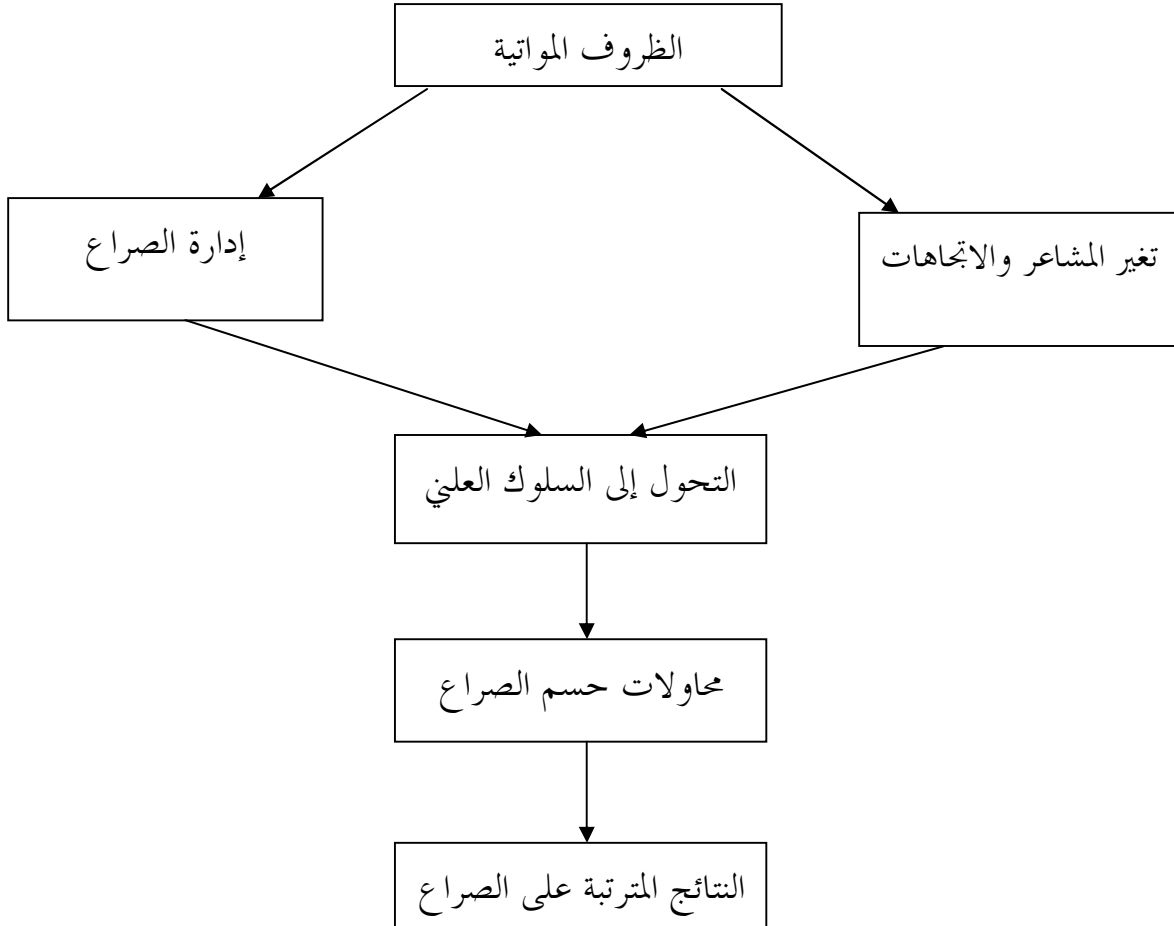 الظروف المواتية
تغير المشاعر والاتجاهات
إدارة الصراع
التحول إلى السلوك العلني
محاولات حسم الصراع
النتائج المترتبة على الصراع